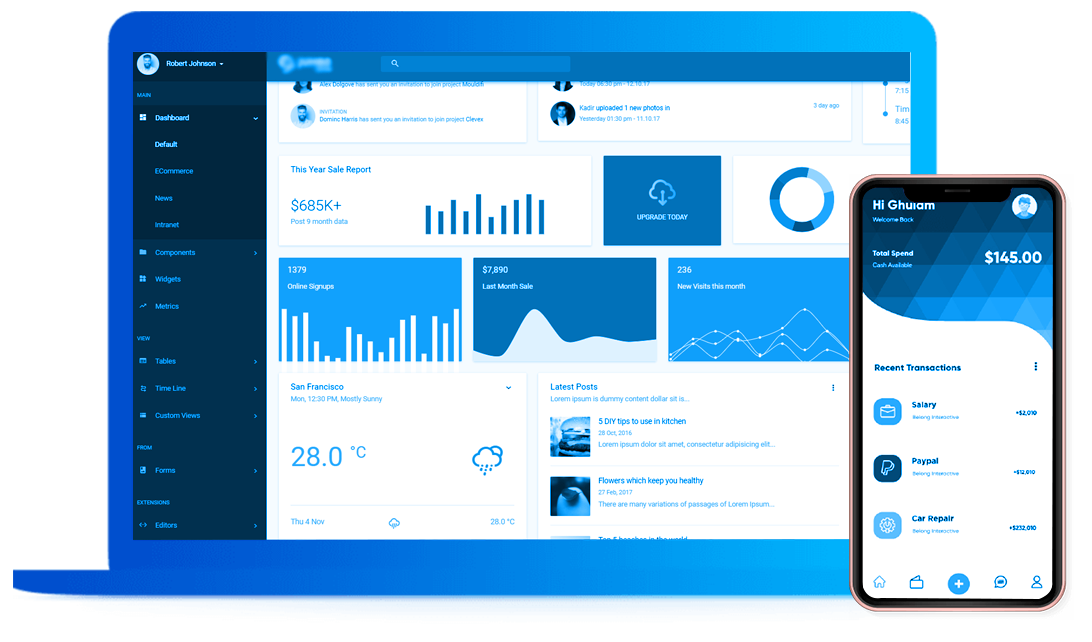 Robert Johnson
MAIN
Dashboard
Default
ECommerce
News
Intranet
Components
Widgets
Metrics
VIEW
Tables
Time Line
Custom Views
FROM
Forms
EXTENSIONS
Editors
Alex Dolgove has sent you an invitation to join project Mouldifi
INVITATION
Dominc Harris has sent you an invitation to join project Clevex
Today 06:30 pm - 12.10.17
Kadir uploaded 1 new photos in
Yesterday 01:30 pm - 11.10.17
3 day ago
7:15
Tim
8:45
This Year Sale Report
$685K+
Post 9 month data
UPGRADE TODAY
1379
Online Signups
$7,890
Last Month Sale
236
New Visits this month
San Francisco
Mon, 12:30 PM, Mostly Sunny
28.0 °C
Thu 4 Nov
28.0 °C
Latest Posts
Lorem ipsum is dummy content dollar sit is...
5 DIY tips to use in kitchen
28 Oct, 2016
Lorem ipsum dolor sit amet, consectetur adipisicing elit...
Flowers which keep you healthy
27 Feb, 2017
There are many variations of passages of Lorem Ipsum...
Top 5 beaches in the world
Hi Ghulam
Welcome Back
Total Spend
Cash Available
$145.00
Recent Transactions
Salary
Belong Interactive
+$2,010
Paypal
Belong Interactive
+$12,010
Car Repair
Belong Interactive
+$232,010